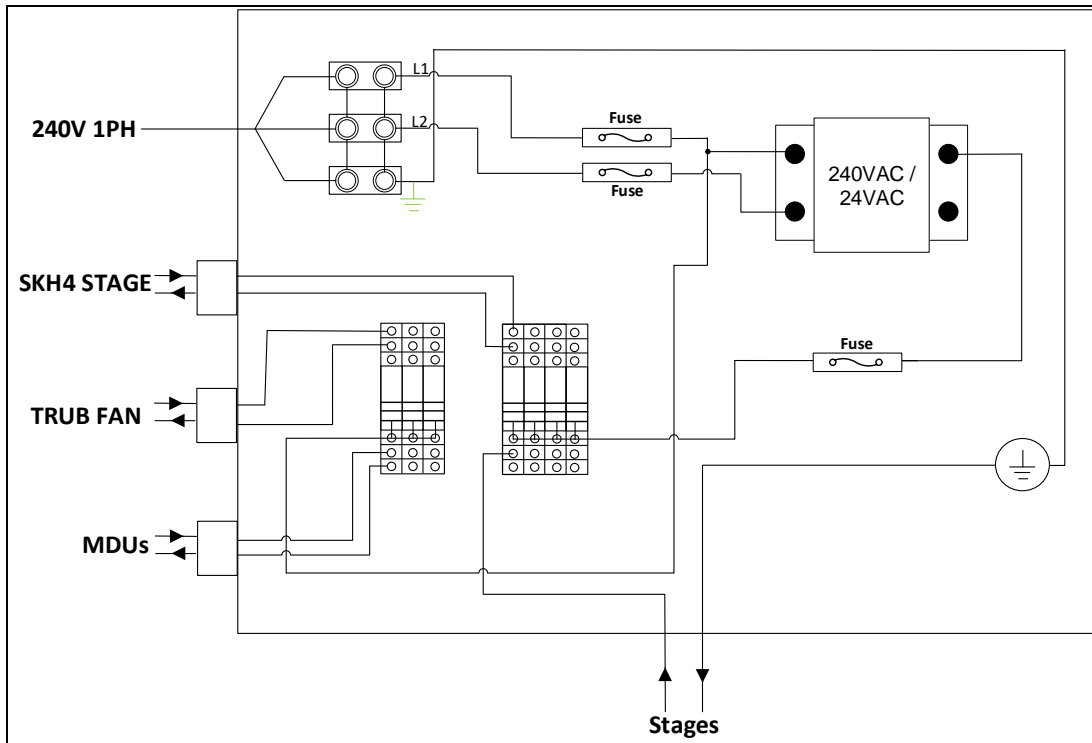 L1
240V 1PH
L2
Fuse
Fuse
240VAC /
24VAC
SKH4 STAGE
Fuse
TRUB FAN
MDUs
Stages